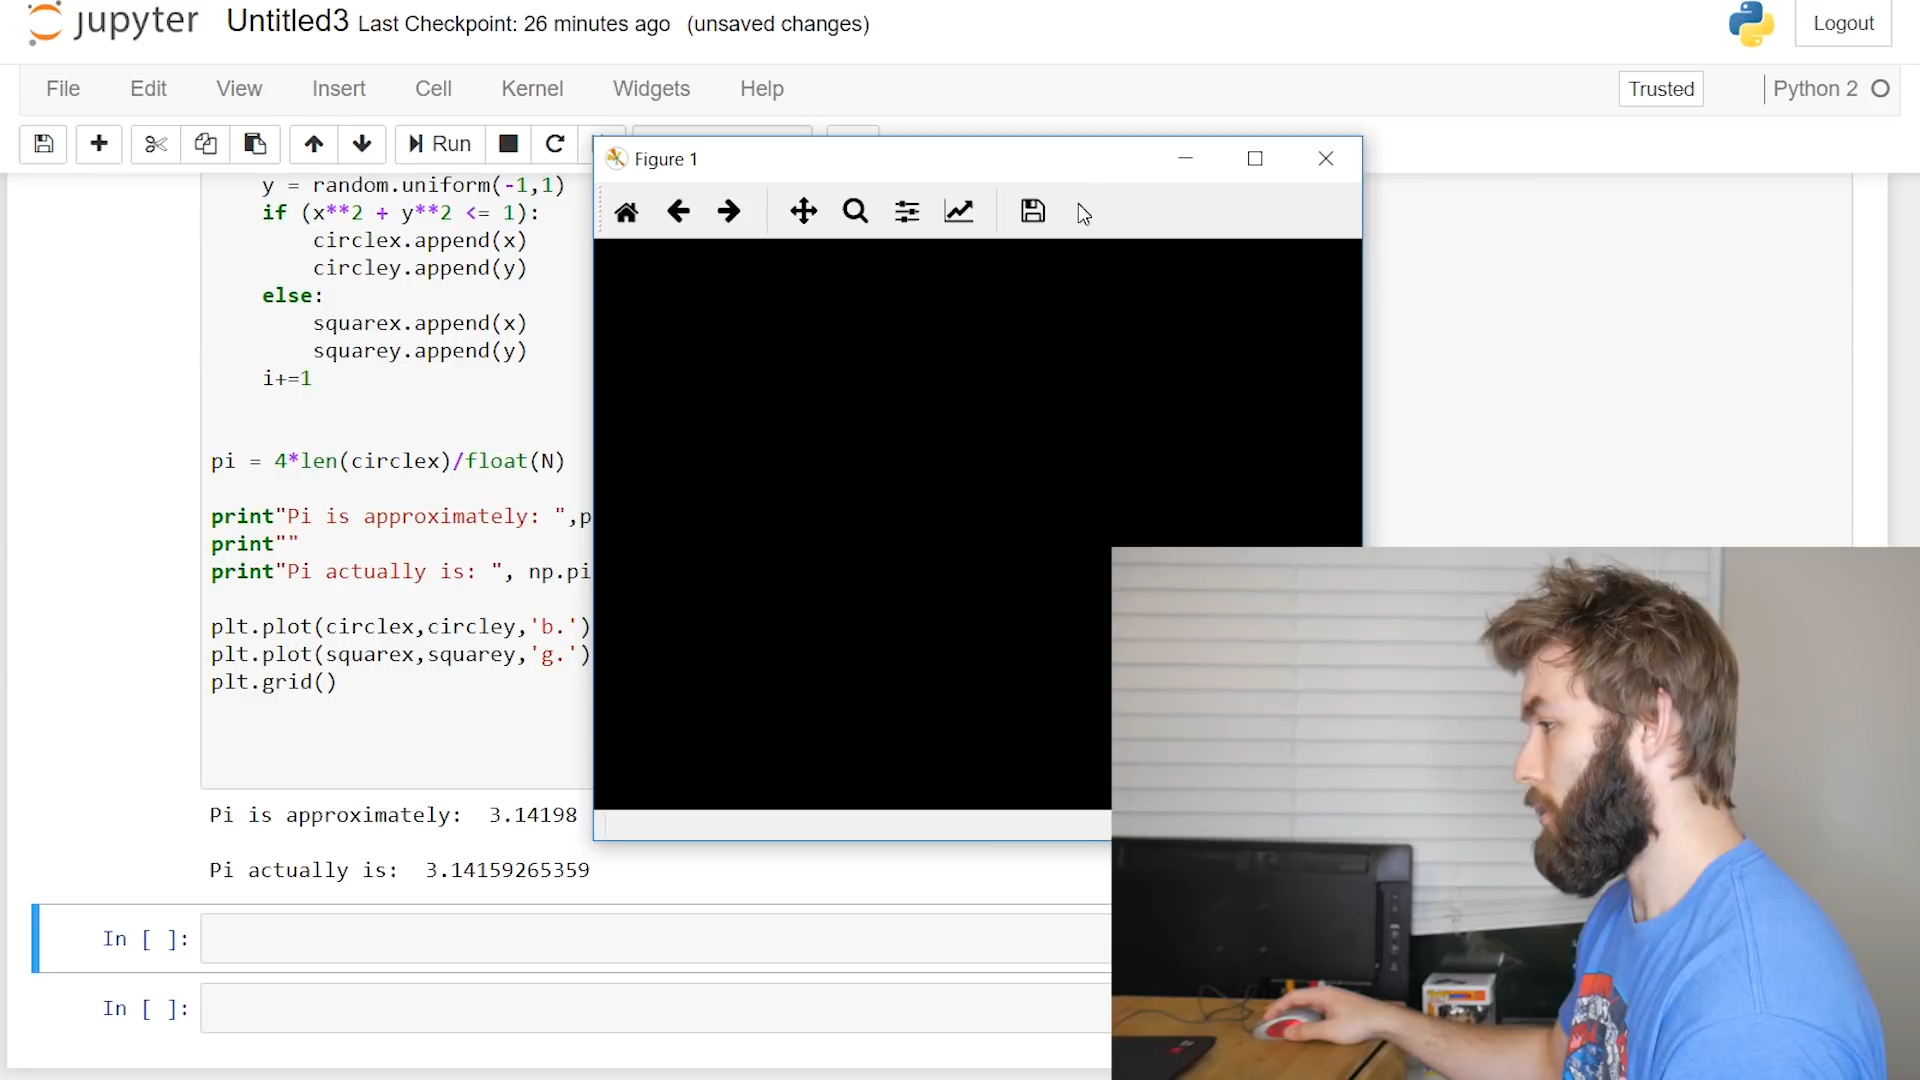 jupyter Untitled3 Last Checkpoint: 26 minutes ago (unsaved changes)
Logout
File Edit View Insert Cell Kernel Widgets Help
Trusted
Python 2
Run
Figure 1
y = random.uniform(-1,1)
if (x**2 + y**2 <= 1):
circlex.append(x)
circley.append(y)
else:
squarex.append(x)
squarey.append(y)
i+=1
pi = 4*len(circlex)/float(N)
print"Pi is approximately: ",p
print""
print"Pi actually is: ", np.pi
plt.plot(circlex,circley,'b.')
plt.plot(squarex,squarey,'g.')
plt.grid()
Pi is approximately: 3.14198
Pi actually is: 3.14159265359
In [ ]:
In [ ]: